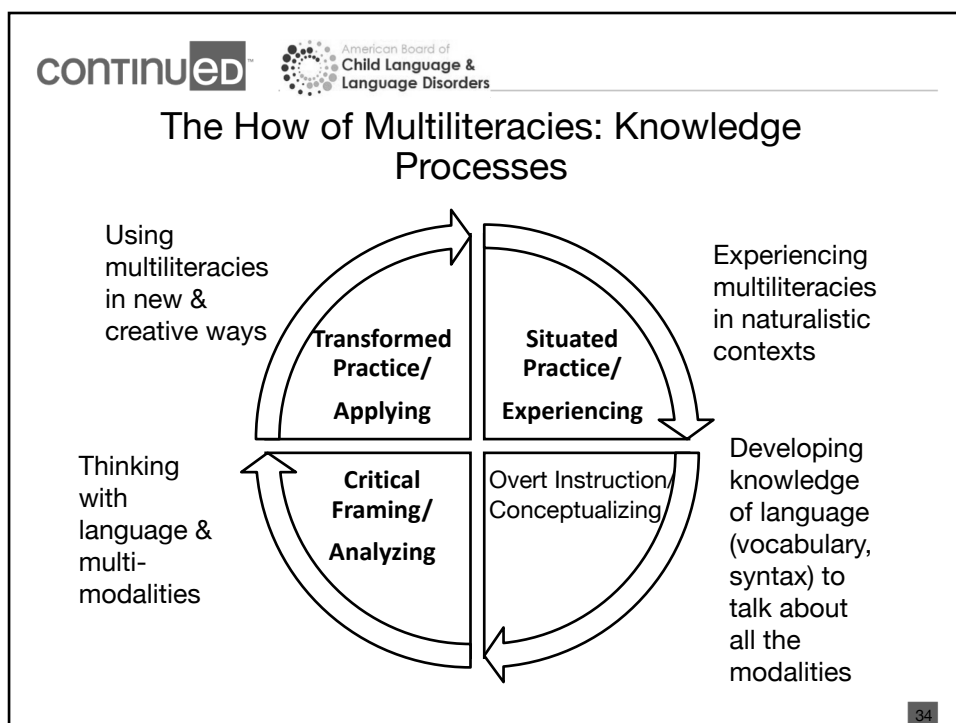 continued™
American Board of
Child Language &
Language Disorders
The How of Multiliteracies: Knowledge
Processes
Using
multiliteracies
in new &
creative ways
Transformed
Practice/
Applying
Situated
Practice/
Experiencing
Experiencing
multiliteracies
in naturalistic
contexts
Thinking
with
language &
multi-
modalities
Critical
Framing/
Analyzing
Overt Instruction/
Conceptualizing
Developing
knowledge
of language
(vocabulary,
syntax) to
talk about
all the
modalities
34